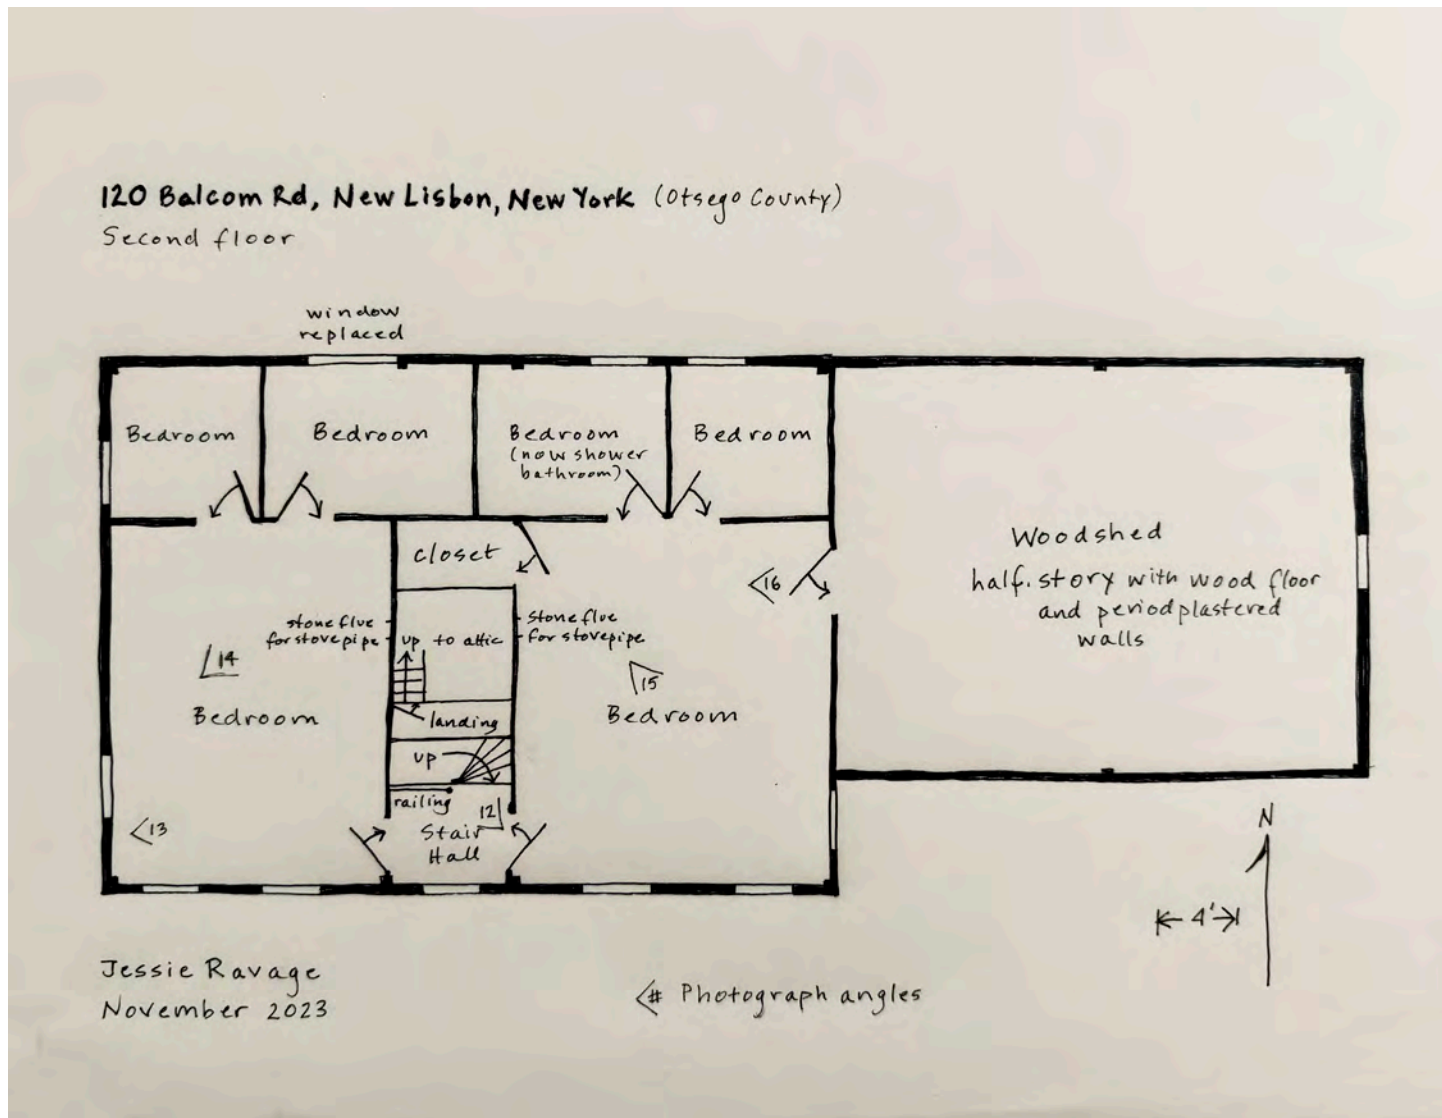 120 Balcom Rd, New Lisbon, New York (Otsego County)
Second floor
window
replaced
Bedroom
Bedroom
Bedroom
(now shower
bathroom)
Bedroom
closet
Woodshed
half-story with wood floor
and period plastered
walls
16
stone flue
for stovepipe
up to attic
Stone flue
for stovepipe
14
15
Bedroom
landing
Bedroom
up
railing
12
13
Stair
Hall
N
4'
Jessie Ravage
November 2023
# Photograph angles